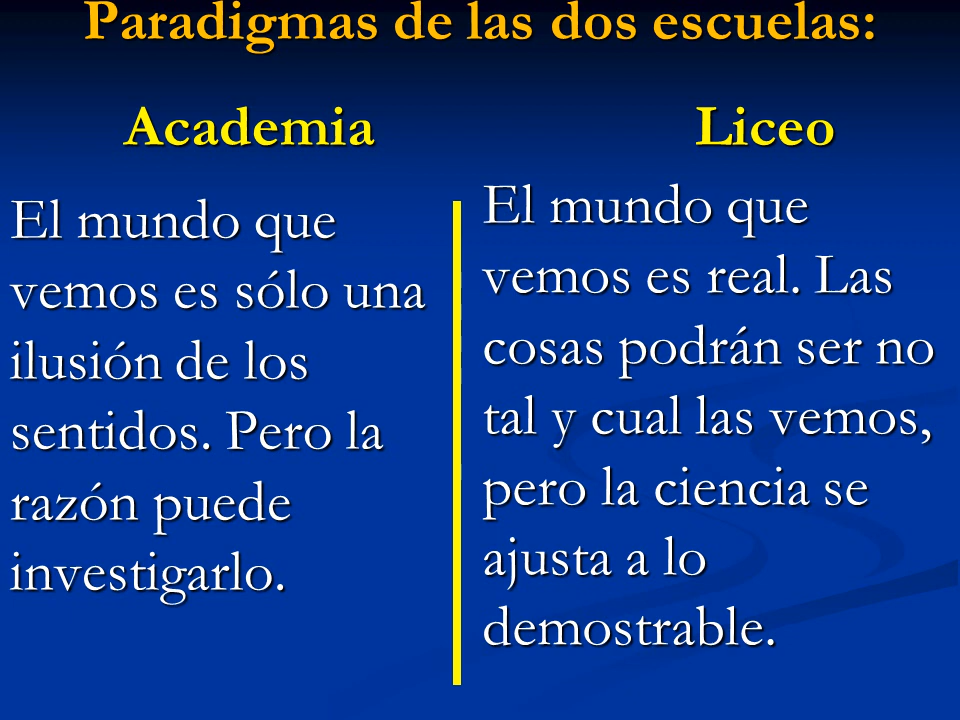 Paradigmas de las dos escuelas:
Academia
El mundo que
vemos es sólo una
ilusión de los
sentidos. Pero la
razón puede
investigarlo.
Liceo
El mundo que
vemos es real. Las
cosas podrán ser no
tal y cual las vemos,
pero la ciencia se
ajusta a lo
demostrable.